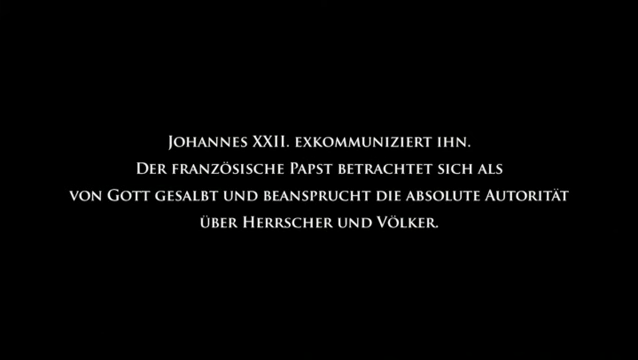 Johannes XXII. exkommuniziert ihn.
Der französische Papst betrachtet sich als
von Gott gesalbt und beansprucht die absolute Autorität
über Herrscher und Völker.